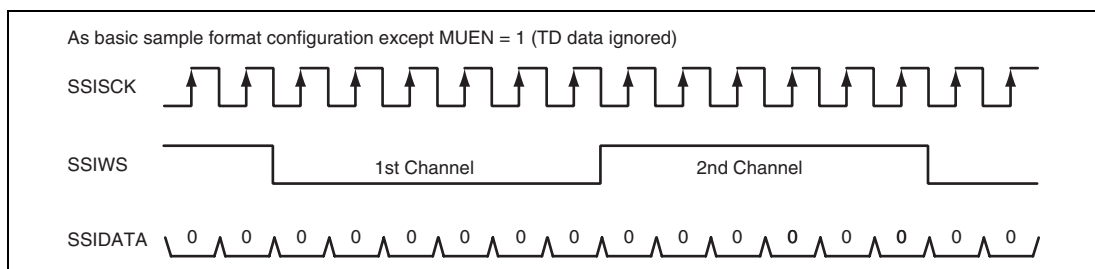 As basic sample format configuration except MUEN = 1 (TD data ignored)
SSISCK
SSIWS 1st Channel 2nd Channel
SSIDATA 0 0 0 0 0 0 0 0 0 0 0 0 0 0 0 0